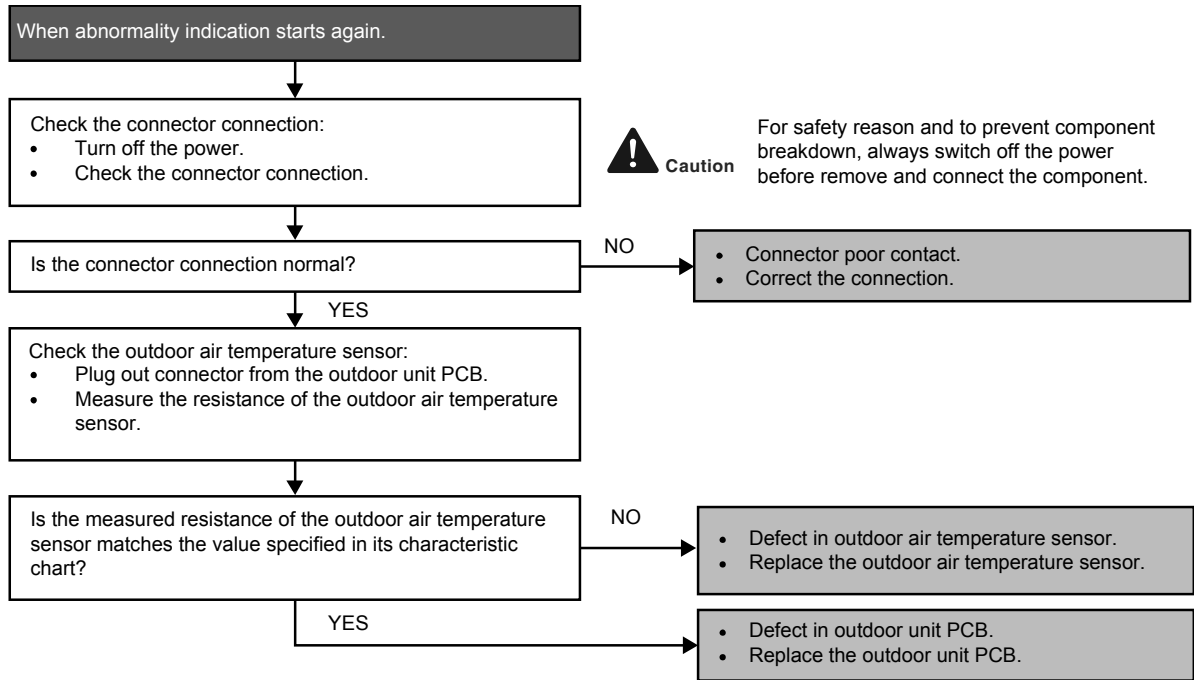 When abnormality indication starts again.
Check the connector connection:
• Turn off the power.
• Check the connector connection.
Caution
For safety reason and to prevent component
breakdown, always switch off the power
before remove and connect the component.
Is the connector connection normal?
NO
• Connector poor contact.
• Correct the connection.
YES
Check the outdoor air temperature sensor:
• Plug out connector from the outdoor unit PCB.
• Measure the resistance of the outdoor air temperature
sensor.
Is the measured resistance of the outdoor air temperature
sensor matches the value specified in its characteristic
chart?
NO
• Defect in outdoor air temperature sensor.
• Replace the outdoor air temperature sensor.
YES
• Defect in outdoor unit PCB.
• Replace the outdoor unit PCB.